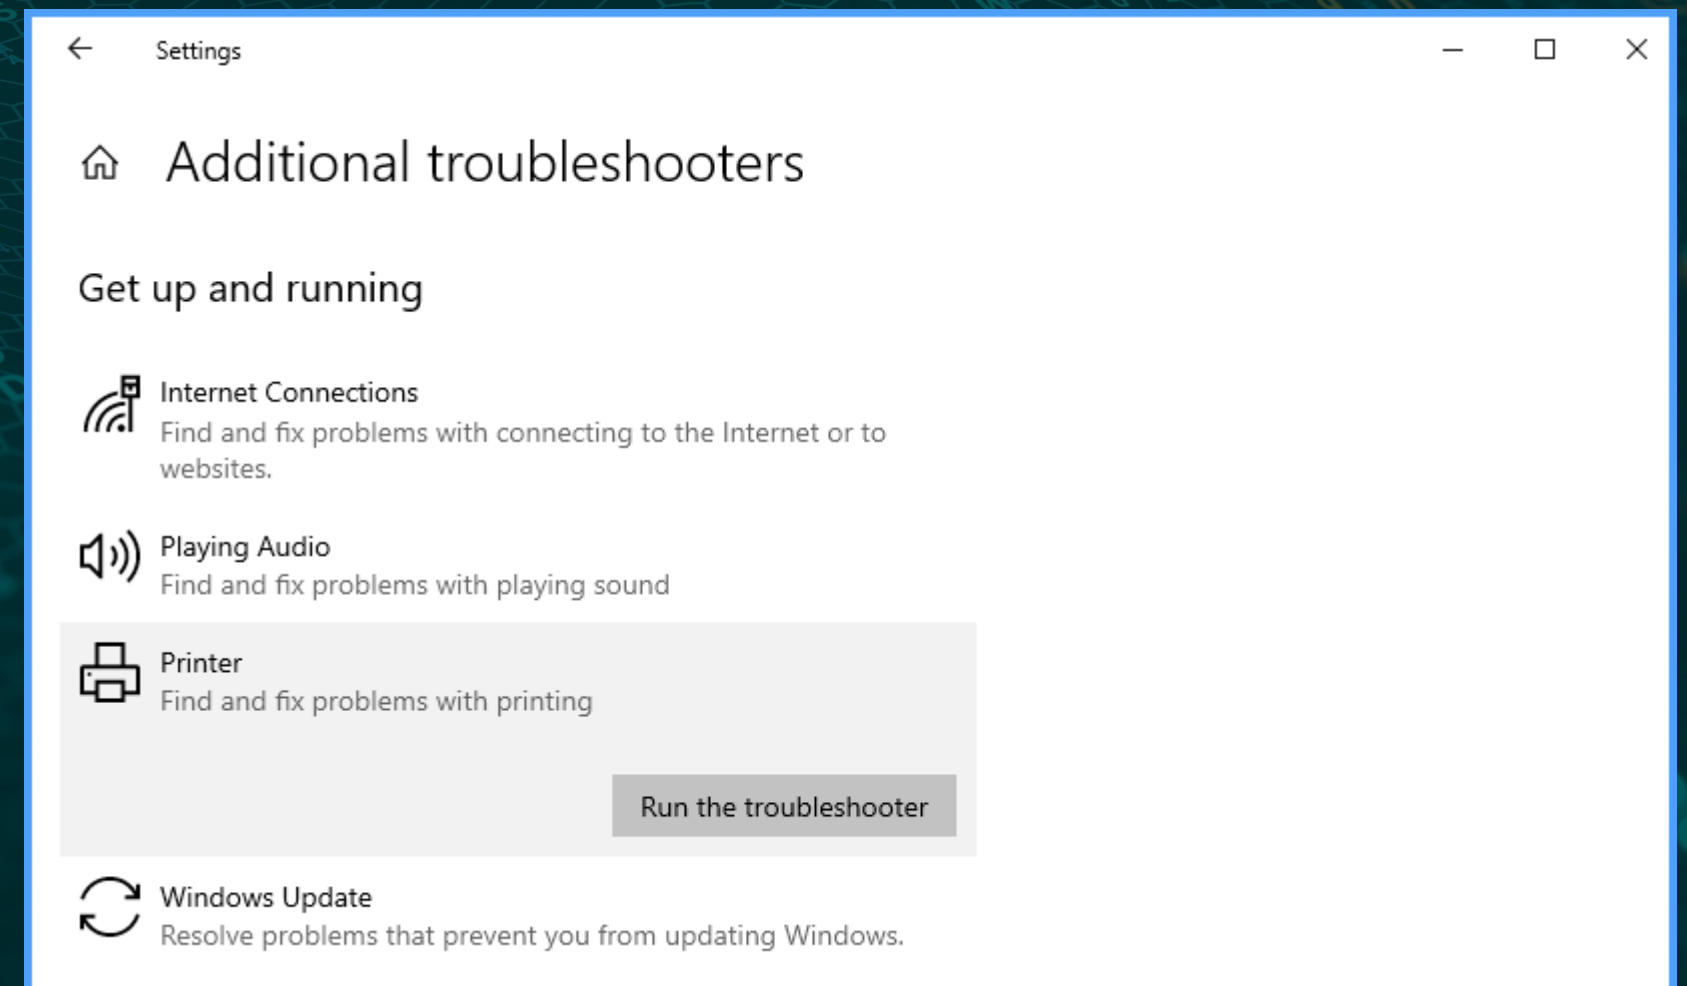 Settings
Additional troubleshooters
Get up and running
Internet Connections
Find and fix problems with connecting to the Internet or to
websites.
Playing Audio
Find and fix problems with playing sound
Printer
Find and fix problems with printing
Run the troubleshooter
Windows Update
Resolve problems that prevent you from updating Windows.